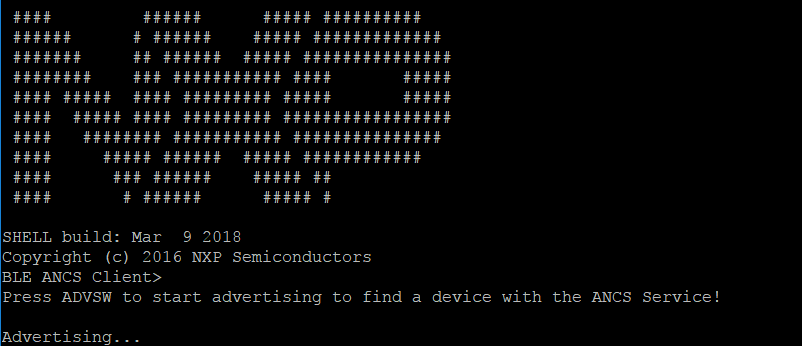 ####         ######      ##### ##########
 ######      # ######    ##### #############
 #######     ## ######  ##### ###############
 ########    ### ########### ####       #####
 #### #####  #### ######### #####       #####
 ####  ##### #### ######### #################
 ####   ######## ########### ###############
 ####     ##### ######  ##### ############
 ####      ### ######    ##### ##
 ####       # ######      ##### #
SHELL build: Mar  9 2018
Copyright (c) 2016 NXP Semiconductors
BLE ANCS Client>
Press ADVSW to start advertising to find a device with the ANCS Service!
Advertising...